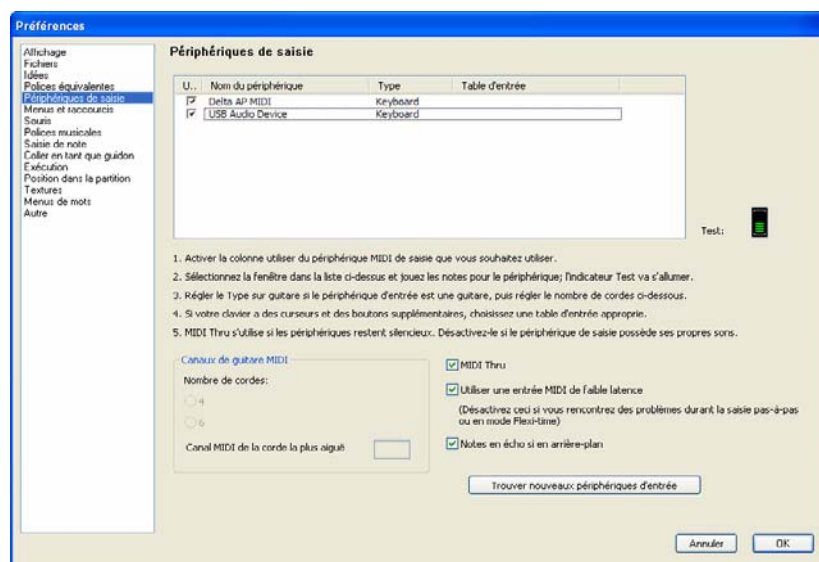 Préférences
Affichage
Fichiers
Idées
Polices équivalentes
Périphériques de saisie
Menus et raccourcis
Souris
Polices musicales
Saisie de note
Coller en tant que guidon
Exécution
Position dans la partition
Textures
Menus de mots
Autre
Périphériques de saisie
U.. Nom du périphérique Type Table d'entrée
Delta AP MIDI Keyboard
USB Audio Device Keyboard
Test:
1. Activer la colonne utiliser du périphérique MIDI de saisie que vous souhaitez utiliser.
2. Sélectionnez la fenêtre dans la liste ci-dessus et jouez les notes pour le périphérique; l'indicateur Test va s'allumer.
3. Régler le Type sur guitare si le périphérique d'entrée est une guitare, puis régler le nombre de cordes ci-dessous.
4. Si votre clavier a des curseurs et des boutons supplémentaires, choisissez une table d'entrée approprie.
5. MIDI Thru s'utilise si les périphériques restent silencieux. Désactivez-le si le périphérique de saisie possède ses propres sons.
Canaux de guitare MIDI
Nombre de cordes:
4
6
Canal MIDI de la corde la plus aiguë
MIDI Thru
Utiliser une entrée MIDI de faible latence
(Désactivez ceci si vous rencontrez des problèmes durant la saisie pas-à-pas
ou en mode Flexi-time)
Notes en écho si en arrière-plan
Trouver nouveaux périphériques d'entrée
Annuler OK